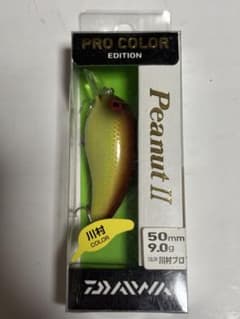 PRO COLOR
EDITION
Peanut II
川村
COLOR
50mm
9.0g
川村プロ
DAIWA